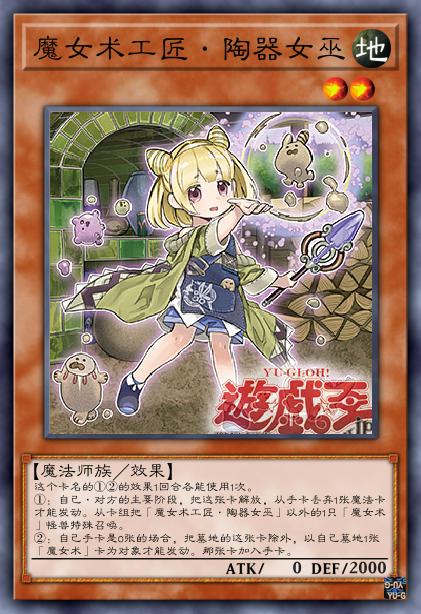 魔女术工匠・陶器女巫
地
YU-GI-OH!
遊戯王
.jp
【魔法师族／效果】
这个卡名的①②的效果1回合各能使用1次。
①：自己·对方的主要阶段，把这张卡解放，从手卡丢弃1张魔法卡
才能发动。从卡组把「魔女术工匠・陶器女巫」以外的1只「魔女术」
怪兽特殊召唤。
②：自己手卡是0张的场合，把墓地的这张卡除外，以自己墓地1张
「魔女术」卡为对象才能发动。那张卡加入手卡。
ATK/ 0 DEF/2000